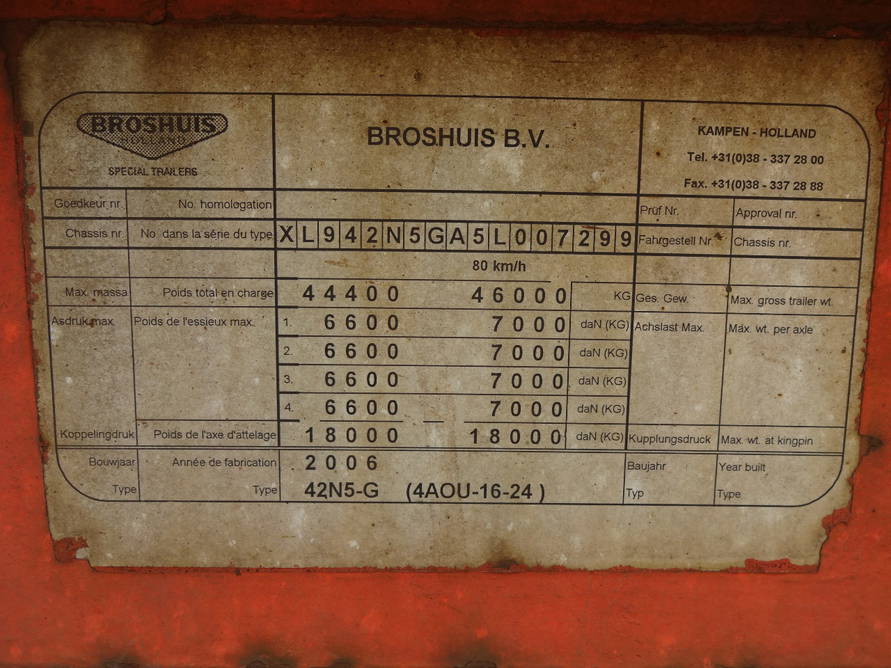 BROSHUIS
HOLLAND
SPECIAL TRAILERS
BROSHUIS B.V.
KAMPEN - HOLLAND
Tel. +31(0)38 - 337 28 00
Fax. +31(0)38 - 337 28 88
Goedkeur nr. No. homologation Prüf Nr. Approval nr.
Chassis nr. No. dans la série du type XL942N5GA5L007299 Fahrgestell Nr Chassis nr.
80 km/h
Max. massa Poids total en charge 44400 46000 KG Ges. Gew. Max. gross trailer wt.
Asdruk max. Poids de l'essieux max. 1. 6600 7000 daN (KG) Achslast Max. Max. wt. per axle
2. 6600 7000 daN (KG)
3. 6600 7000 daN (KG)
4. 6600 7000 daN (KG)
Koppelingdruk Poids de l'axe d'attelage 18000 — 18000 daN (KG) Kupplungsdruck Max. wt. at kingpin
Bouwjaar Année de fabrication 2006 Baujahr Year built
Type Type 42N5-G (4AOU-16-24 ) Typ Type